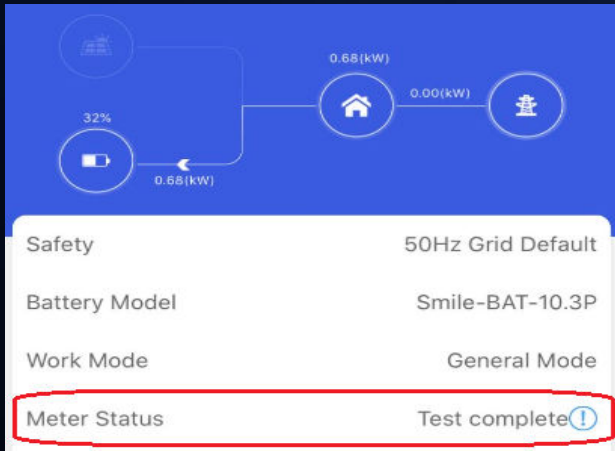 0.68(kW)
0.00(kW)
32%
0.68(kW)
Safety 50Hz Grid Default
Battery Model Smile-BAT-10.3P
Work Mode General Mode
Meter Status Test complete!